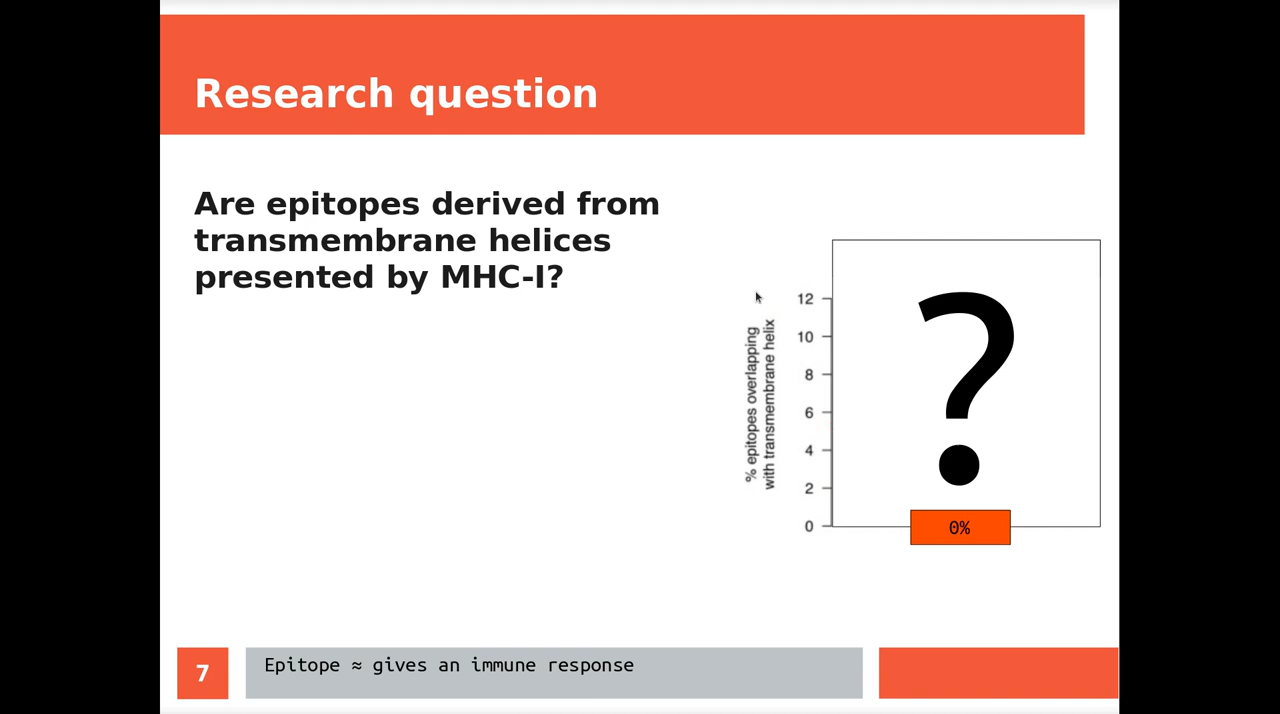 Research question
Are epitopes derived from
transmembrane helices
presented by MHC-I?
% epitopes overlapping
with transmembrane helix
12
10
8
6
4
2
0
?
0%
7
Epitope ≈ gives an immune response